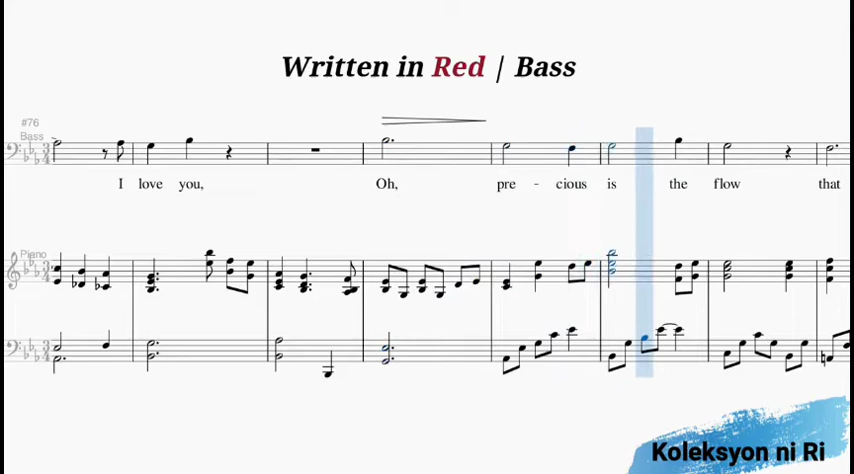 Written in Red | Bass
#76
Bass
I love you, Oh, pre - cious is the flow that
Piano
Koleksyon ni Ri